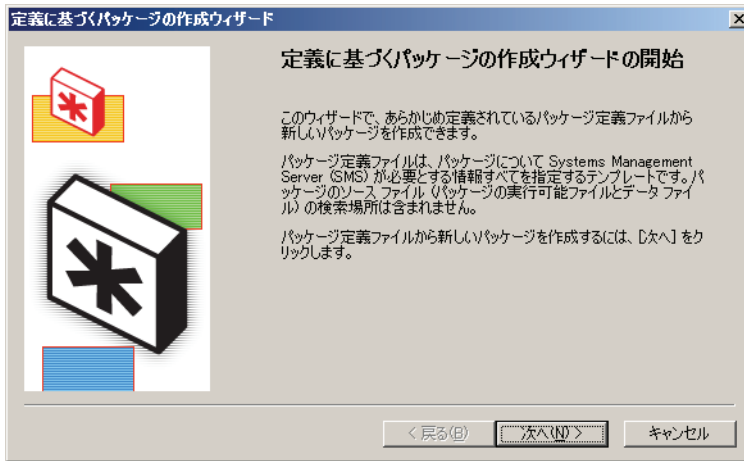 定義に基づくパッケージの作成ウィザード
定義に基づくパッケージの作成ウィザードの開始
このウィザードで、あらかじめ定義されているパッケージ定義ファイルから
新しいパッケージを作成できます。
パッケージ定義ファイルは、パッケージについて Systems Management
Server (SMS) が必要とする情報すべてを指定するテンプレートです。パ
ッケージのソース ファイル (パッケージの実行可能ファイルとデータ ファイ
ル) の検索場所は含まれません。
パッケージ定義ファイルから新しいパッケージを作成するには、[次へ] をク
リックします。
< 戻る(B)
次へ(N) >
キャンセル